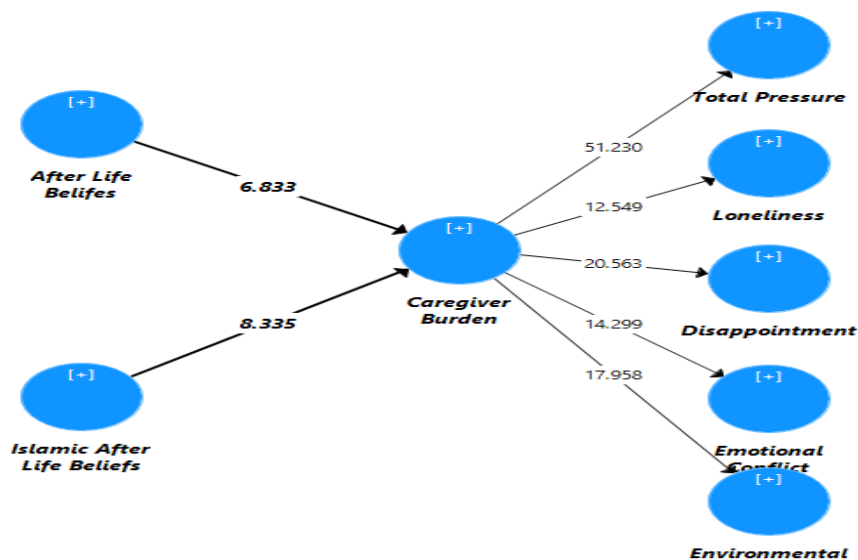 [+]
Total Pressure
[+]
After Life
Belifes
51.230
[+]
Loneliness
6.833
12.549
[+]
Caregiver
Burden
20.563
[+]
Disappointment
8.335
14.299
17.958
[+]
Islamic After
Life Beliefs
[+]
Emotional
Conflict
[+]
Environmental